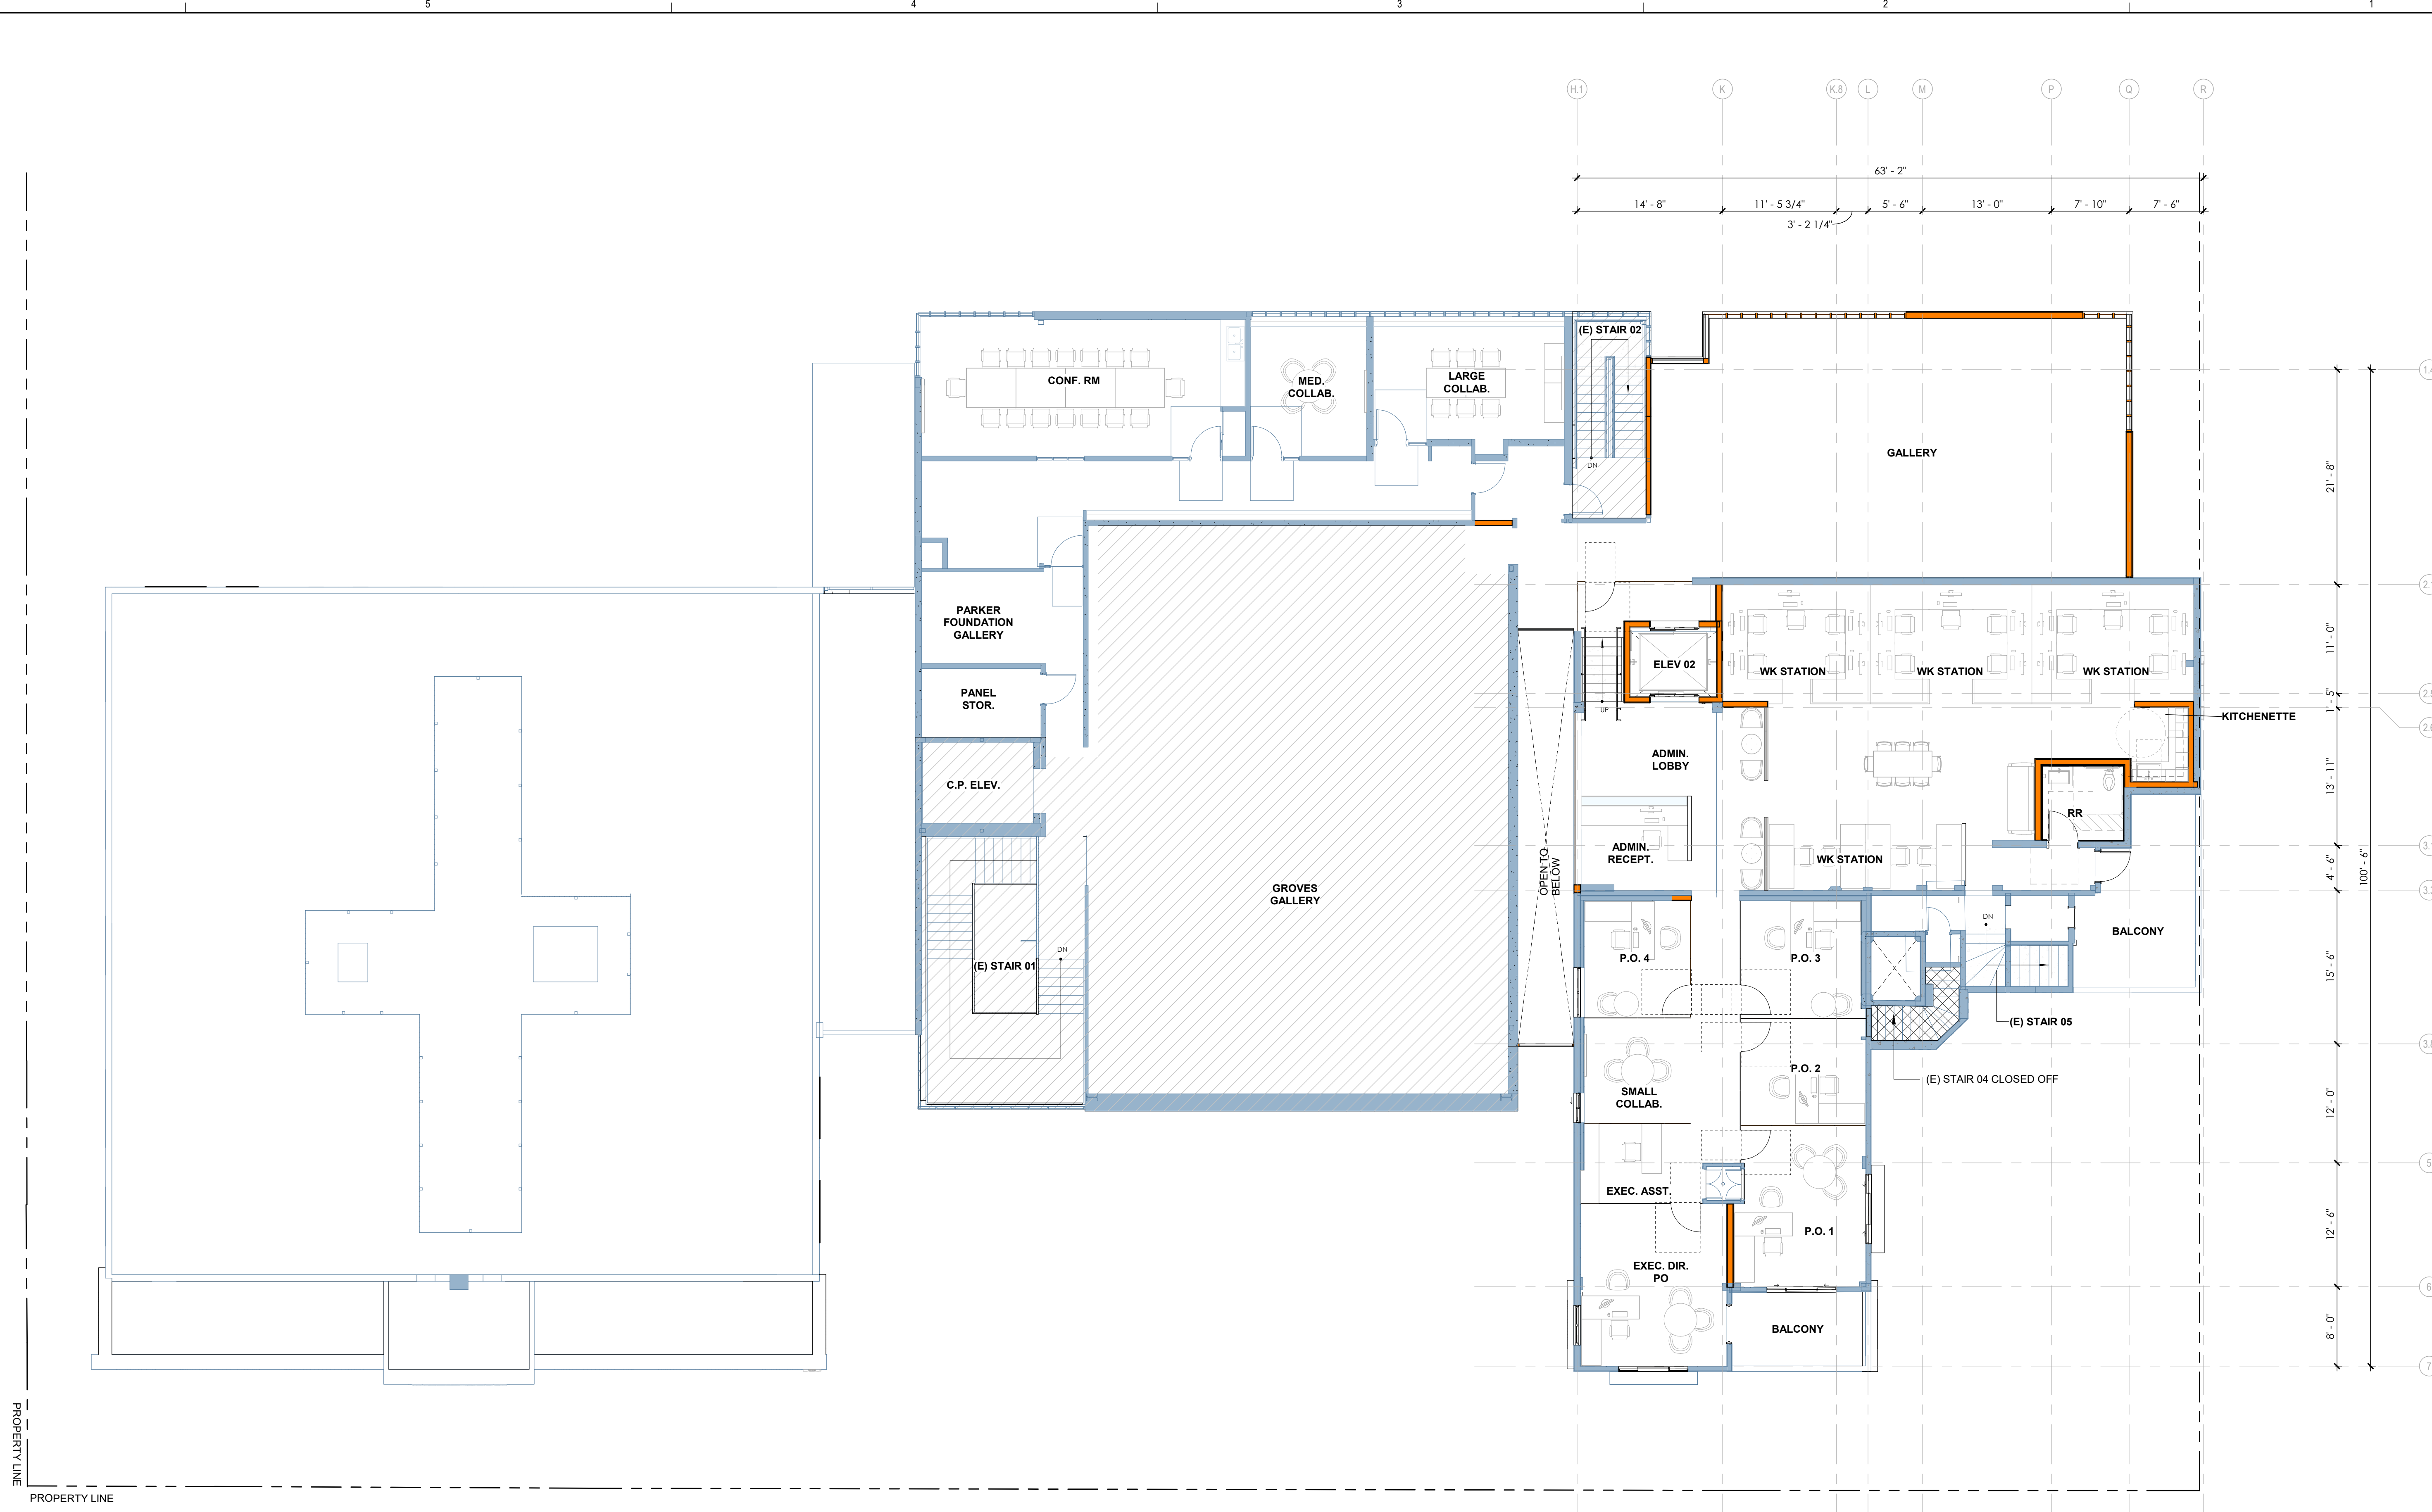 5
4
3
2
1
H.1
K
K.8
L
M
P
Q
R
63' - 2"
14' - 8"
11' - 5 3/4"
5' - 6"
13' - 0"
7' - 10"
7' - 6"
3' - 2 1/4"
(E) STAIR 02
CONF. RM
MED.
COLLAB.
LARGE
COLLAB.
DN
GALLERY
21' - 8"
PARKER
FOUNDATION
GALLERY
ELEV 02
WK STATION
WK STATION
WK STATION
11' - 0"
PANEL
STOR.
UP
1' - 5"
KITCHENETTE
ADMIN.
LOBBY
C.P. ELEV.
13' - 11"
RR
ADMIN.
RECEPT.
WK STATION
OPEN TO
BELOW
4' - 6"
100' - 6"
GROVES
GALLERY
DN
BALCONY
DN
(E) STAIR 01
P.O. 4
P.O. 3
15' - 6"
(E) STAIR 05
P.O. 2
(E) STAIR 04 CLOSED OFF
SMALL
COLLAB.
12' - 0"
5
EXEC. ASST.
P.O. 1
12' - 6"
EXEC. DIR.
PO
6
BALCONY
8' - 0"
7
PROPERTY LINE
PROPERTY LINE